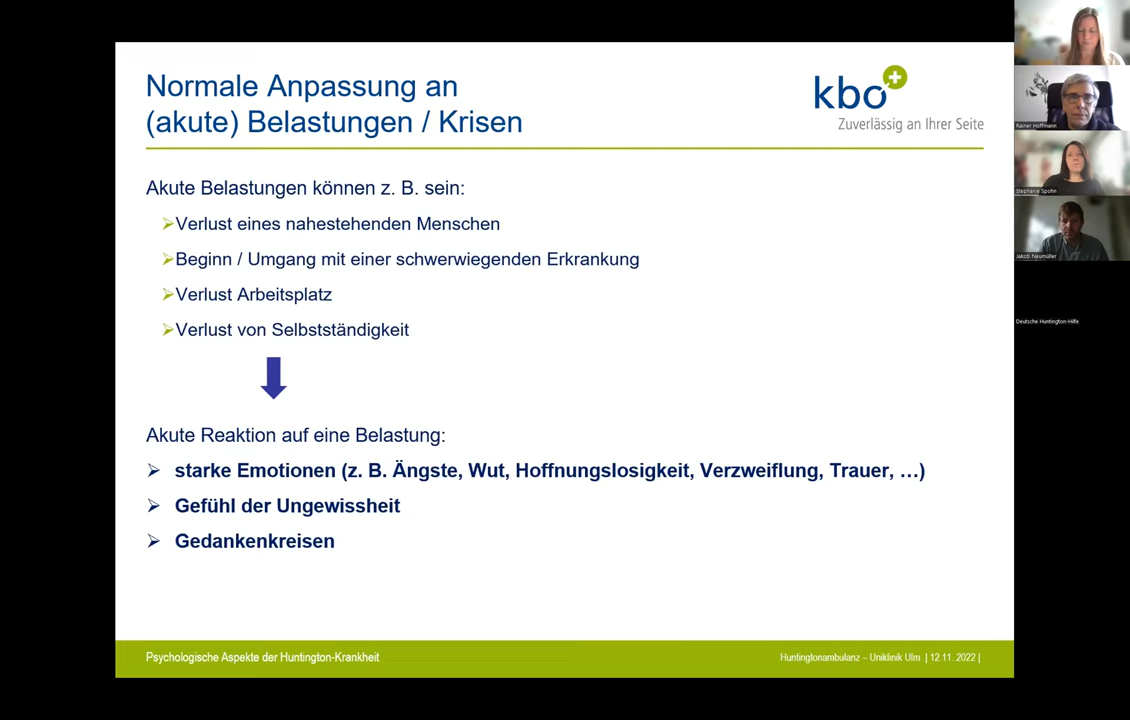 Normale Anpassung an
(akute) Belastungen / Krisen
kbo
Zuverlässig an Ihrer Seite
Akute Belastungen können z. B. sein:
Verlust eines nahestehenden Menschen
Beginn / Umgang mit einer schwerwiegenden Erkrankung
Verlust Arbeitsplatz
Verlust von Selbstständigkeit
Akute Reaktion auf eine Belastung:
starke Emotionen (z. B. Ängste, Wut, Hoffnungslosigkeit, Verzweiflung, Trauer, …)
Gefühl der Ungewissheit
Gedankenkreisen
Psychologische Aspekte der Huntington-Krankheit
Huntingtonambulanz – Uniklinik Ulm | 12.11..2022 |
Rainer Hoffmann
Stephanie Spohn
Jakob Neumüller
Deutsche Huntington-Hilfe